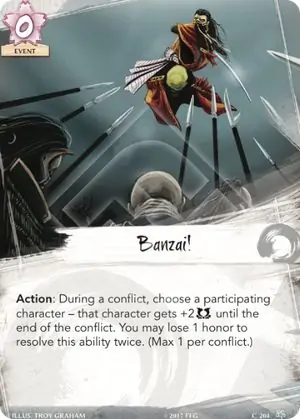 0
EVENT
Banzai!
Action: During a conflict, choose a participating
character – that character gets +2 until the
end of the conflict. You may lose 1 honor to
resolve this ability twice. (Max 1 per conflict.)
ILLUS. TROY GRAHAM © 2017 FFG C 204